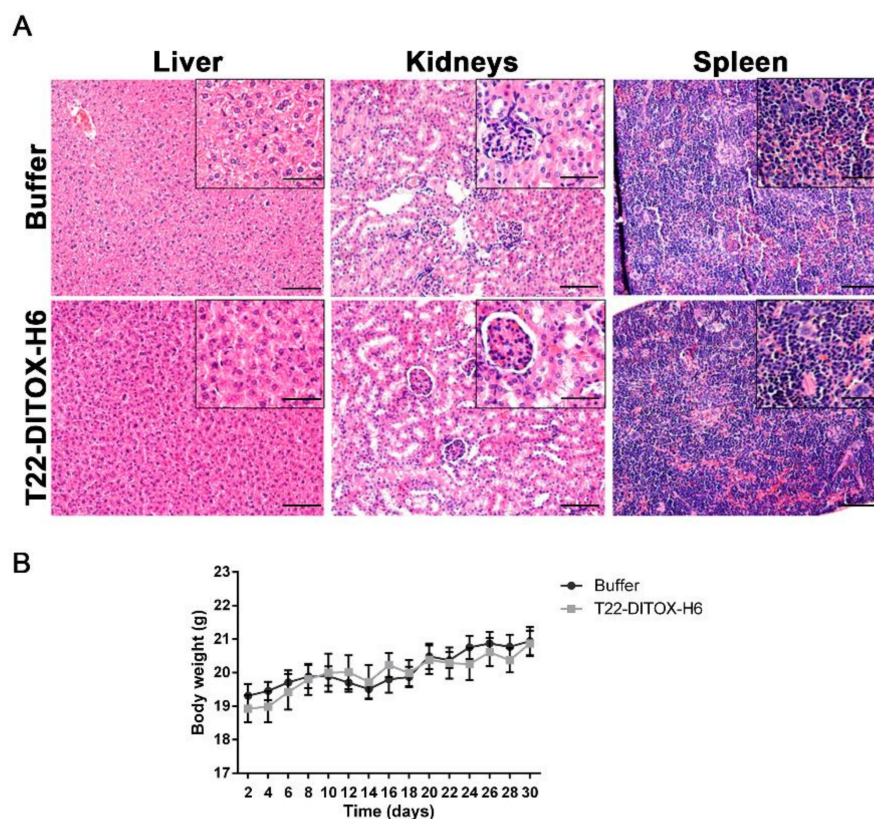 A
Liver Kidneys Spleen
Buffer
T22-DITOX-H6
B
Buffer
T22-DITOX-H6
23
22
21
20
19
18
17
Body weight (g)
2 4 6 8 10 12 14 16 18 20 22 24 26 28 30
Time (days)